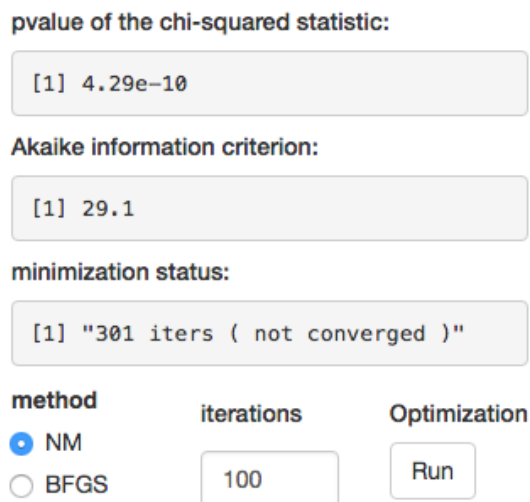 pvalue of the chi-squared statistic:
[1] 4.29e-10
Akaike information criterion:
[1] 29.1
minimization status:
[1] "301 iters ( not converged )"
method iterations Optimization
NM
BFGS 100 Run